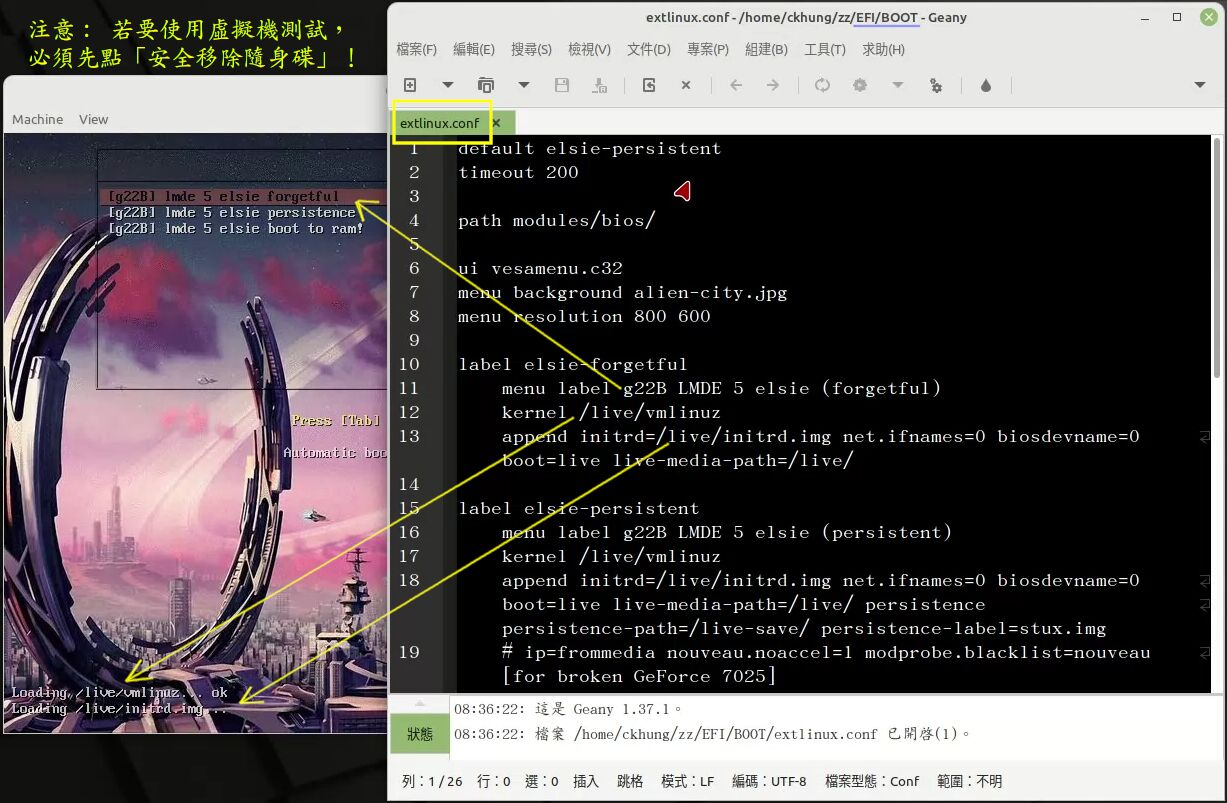 注意： 若要使用虛擬機測試，
必須先點「安全移除隨身碟」！
Machine View
[g22B] lmde 5 elsie forgetful
[g22B] lmde 5 elsie persistence
[g22B] lmde 5 elsie boot to ram!
Press [Tab]
Automatic boo
Loading /live/vmlinuz... ok
Loading /live/initrd.img...
extlinux.conf - /home/ckhung/zz/EFI/BOOT - Geany
檔案(F) 編輯(E) 搜尋(S) 檢視(V) 文件(D) 專案(P) 組建(B) 工具(T) 求助(H)
extlinux.conf
1 default elsie-persistent
2 timeout 200
3
4 path modules/bios/
5
6 ui vesamenu.c32
7 menu background alien-city.jpg
8 menu resolution 800 600
9
10 label elsie-forgetful
11 menu label g22B LMDE 5 elsie (forgetful)
12 kernel /live/vmlinuz
13 append initrd=/live/initrd.img net.ifnames=0 biosdevname=0
boot=live live-media-path=/live/
14
15 label elsie-persistent
16 menu label g22B LMDE 5 elsie (persistent)
17 kernel /live/vmlinuz
18 append initrd=/live/initrd.img net.ifnames=0 biosdevname=0
boot=live live-media-path=/live/ persistence
persistence-path=/live-save/ persistence-label=stux.img
19 # ip=frommedia nouveau.noaccel=1 modprobe.blacklist=nouveau
[for broken GeForce 7025]
狀態
08:36:22: 這是 Geany 1.37.1。
08:36:22: 檔案 /home/ckhung/zz/EFI/BOOT/extlinux.conf 已開啓(1)。
列：1 / 26 行：0 選：0 插入 跳格 模式：LF 編碼：UTF-8 檔案型態：Conf 範圍：不明